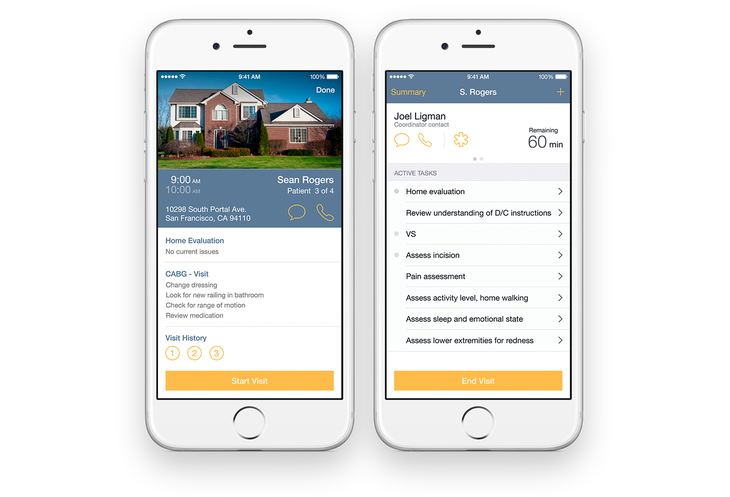 9:41 AM
100%
Done
9:00 AM
10:00 AM
Sean Rogers
Patient 3 of 4
10298 South Portal Ave.
San Francisco, CA 94110
Home Evaluation
No current issues
CABG - Visit
Change dressing
Look for new railing in bathroom
Check for range of motion
Review medication
Visit History
1 2 3
Start Visit
9:41 AM
100%
Summary
S. Rogers
Joel Ligman
Coordinator contact
Remaining
60 min
ACTIVE TASKS
Home evaluation
Review understanding of D/C instructions
VS
Assess incision
Pain assessment
Assess activity level, home walking
Assess sleep and emotional state
Assess lower extremities for redness
End Visit